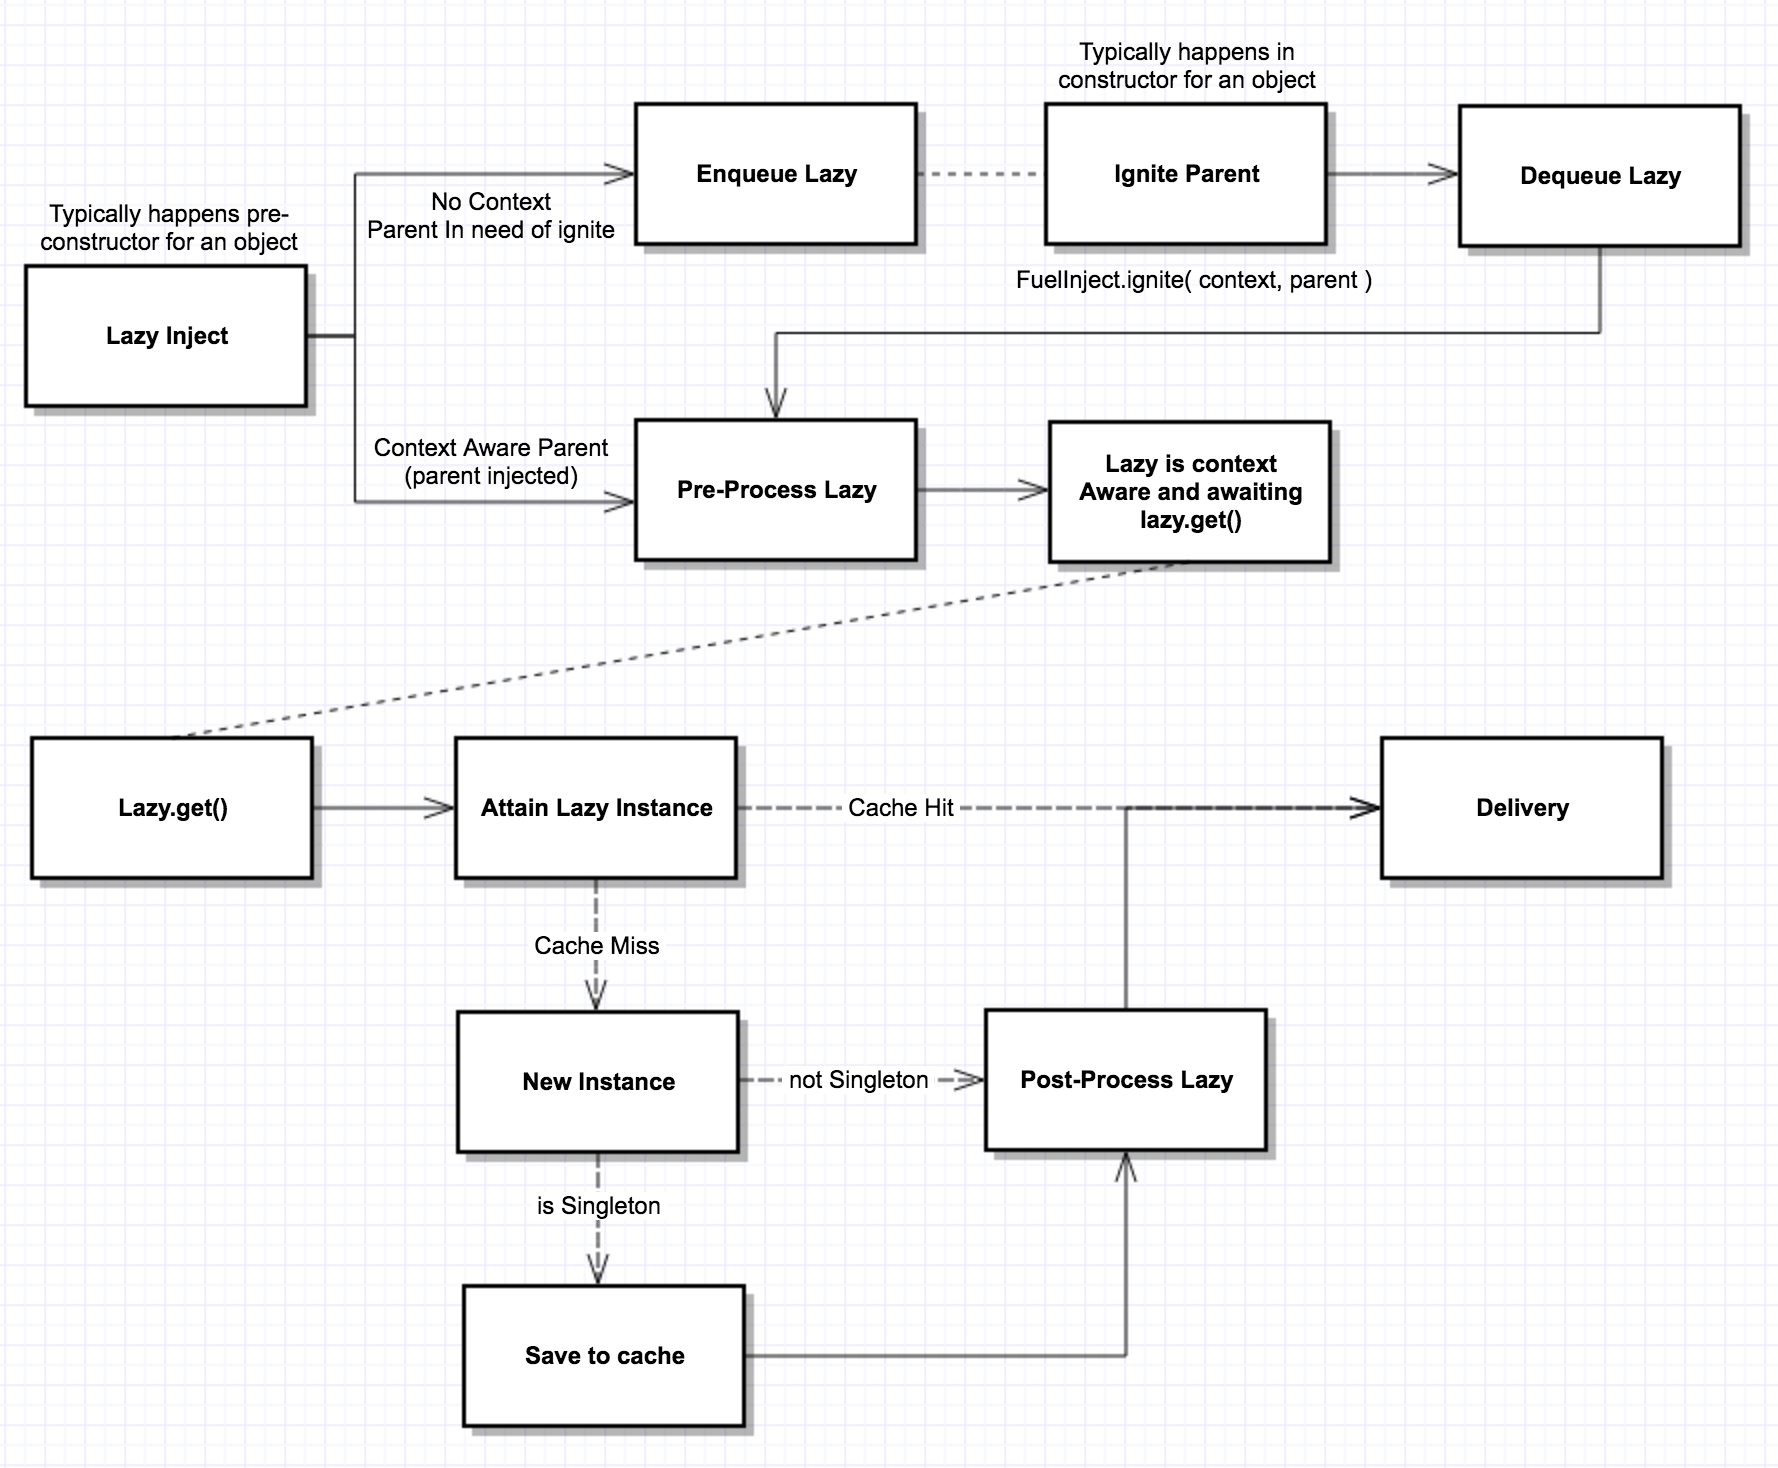 Typically happens in
constructor for an object
Enqueue Lazy
Ignite Parent
Dequeue Lazy
No Context
Parent In need of ignite
Typically happens pre-
constructor for an object
FuelInject.ignite( context, parent )
Lazy Inject
Context Aware Parent
(parent injected)
Pre-Process Lazy
Lazy is context
Aware and awaiting
lazy.get()
Lazy.get()
Attain Lazy Instance
Cache Hit
Delivery
Cache Miss
New Instance
not Singleton
Post-Process Lazy
is Singleton
Save to cache